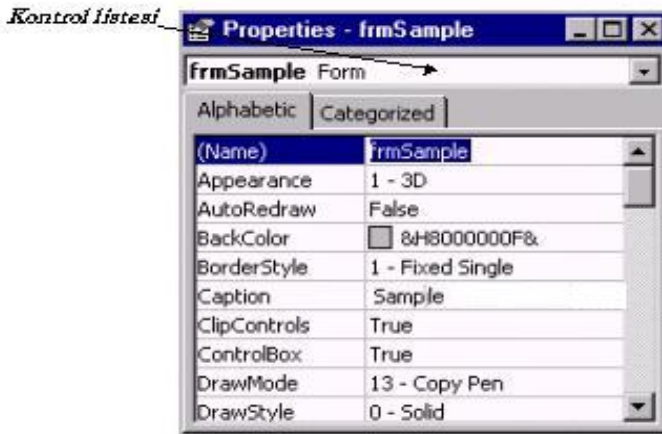 Kontrol listesi
Properties - frmSample
frmSample Form
Alphabetic Categorized
(Name) frmSample
Appearance 1 - 3D
AutoRedraw False
BackColor &H8000000F&
BorderStyle 1 - Fixed Single
Caption Sample
ClipControls True
ControlBox True
DrawMode 13 - Copy Pen
DrawStyle 0 - Solid